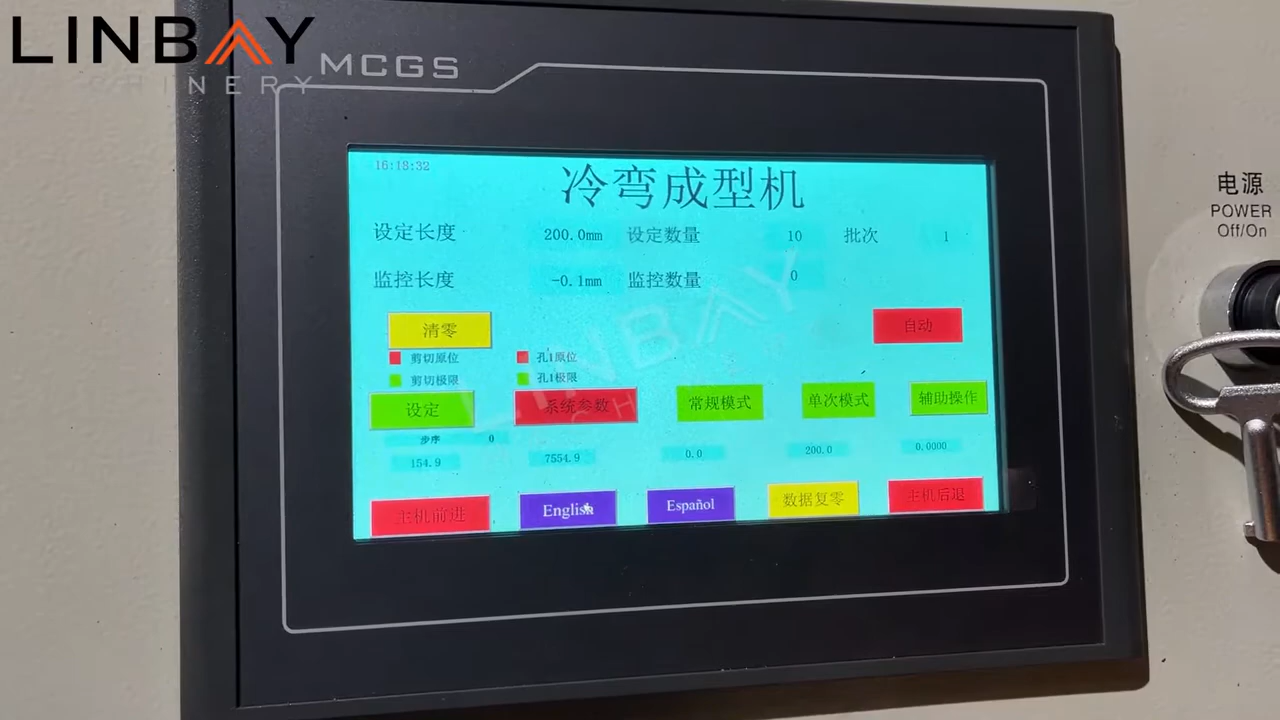 LINBAY
CHINERY
MCGS
16:18:32
冷弯成型机
设定长度 200.0mm 设定数量 10 批次 1
监控长度 -0.1mm 监控数量 0
清零 自动
剪切原位 孔1原位
剪切极限 孔1极限
设定 系统参数 常规模式 单次模式 辅助操作
步序 0
154.9 7554.9 0.0 200.0 0.0000
主机前进 English Español 数据复零 主机后退
电源
POWER
Off/On
LINBAY